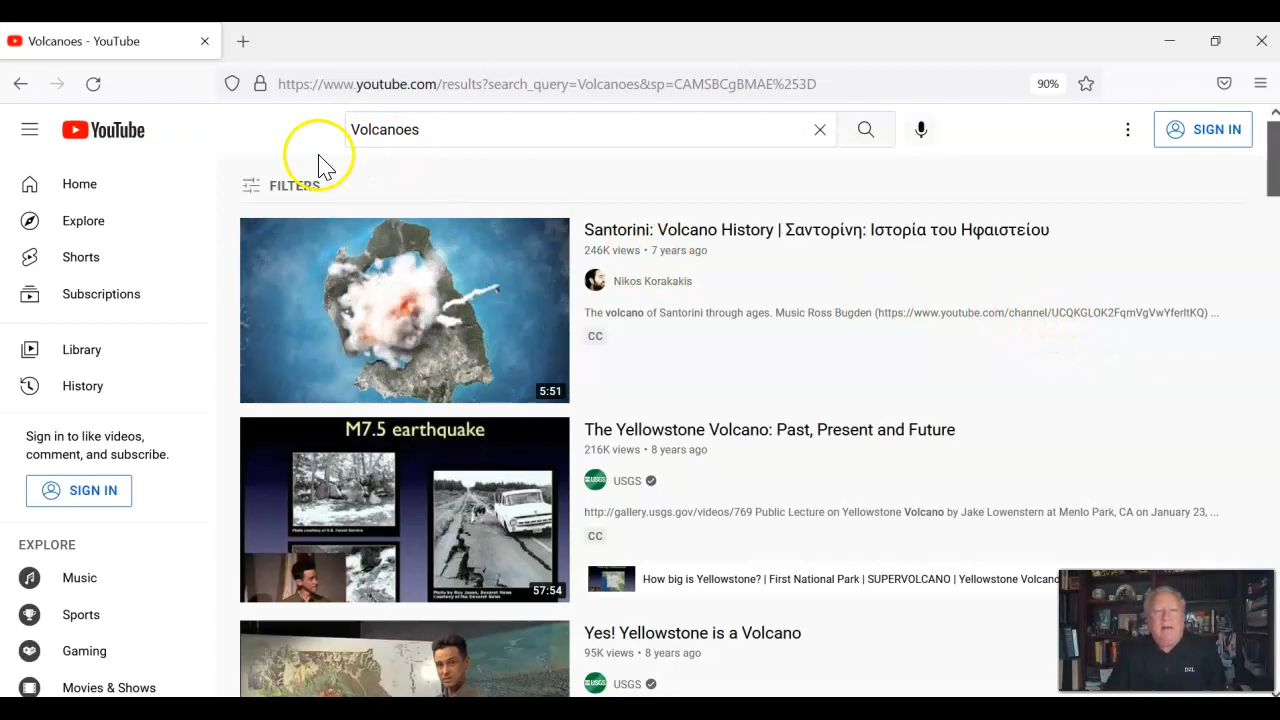 Volcanoes - YouTube
https://www.youtube.com/results?search_query=Volcanoes&sp=CAMSBCgBMAE%253D
90%
YouTube
Volcanoes
SIGN IN
Home
Explore
Shorts
Subscriptions
Library
History
Sign in to like videos,
comment, and subscribe.
SIGN IN
EXPLORE
Music
Sports
Gaming
Movies & Shows
FILTERS
5:51
Santorini: Volcano History | Σαντορίνη: Ιστορία του Ηφαιστείου
246K views • 7 years ago
Nikos Korakakis
The volcano of Santorini through ages. Music Ross Bugden (https://www.youtube.com/channel/UCQKGLOK2FqmVgVwYferItKQ) ...
CC
M7.5 earthquake
57:54
The Yellowstone Volcano: Past, Present and Future
216K views • 8 years ago
USGS
USGS
http://gallery.usgs.gov/videos/769 Public Lecture on Yellowstone Volcano by Jake Lowenstern at Menlo Park, CA on January 23, ...
CC
How big is Yellowstone? | First National Park | SUPERVOLCANO | Yellowstone Volcano
Yes! Yellowstone is a Volcano
95K views • 8 years ago
USGS
USGS